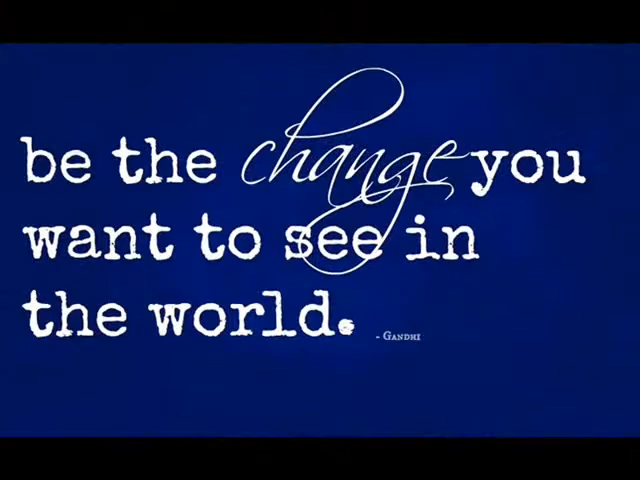 be the change you
want to see in
the world.
- Gandhi